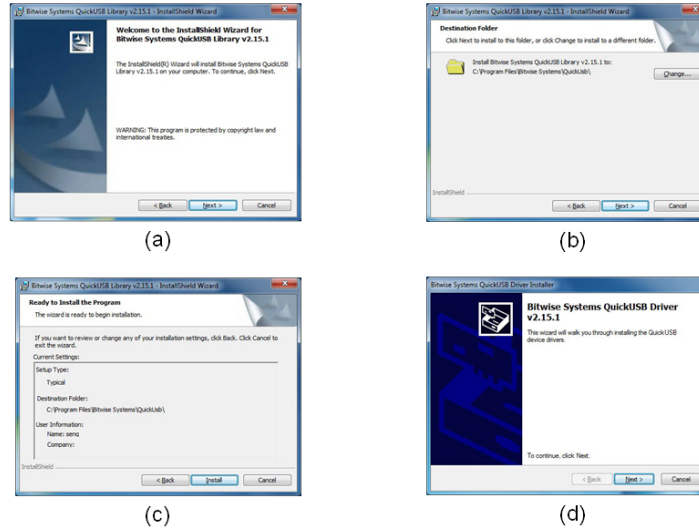 Bitwise Systems QuickUSB Library v2.15.1 - InstallShield Wizard
Welcome to the InstallShield Wizard for
Bitwise Systems QuickUSB Library v2.15.1
The InstallShield(R) Wizard will install Bitwise Systems QuickUSB
Library v2.15.1 on your computer. To continue, click Next.
WARNING: This program is protected by copyright law and
international treaties.
< Back Next > Cancel
(a)
Bitwise Systems QuickUSB Library v2.15.1 - InstallShield Wizard
Destination Folder
Click Next to install to this folder, or click Change to install to a different folder.
Install Bitwise Systems QuickUSB Library v2.15.1 to:
C:\Program Files\Bitwise Systems\QuickUsb\
Change...
InstallShield
< Back Next > Cancel
(b)
Bitwise Systems QuickUSB Library v2.15.1 - InstallShield Wizard
Ready to Install the Program
The wizard is ready to begin installation.
If you want to review or change any of your installation settings, click Back. Click Cancel to
exit the wizard.
Current Settings:
Setup Type:
Typical
Destination Folder:
C:\Program Files\Bitwise Systems\QuickUsb\
User Information:
Name: senq
Company:
InstallShield
< Back Install Cancel
(c)
Bitwise Systems QuickUSB Driver Installer
Bitwise Systems QuickUSB Driver
v2.15.1
This wizard will walk you through installing the QuickUSB
device drivers.
To continue, click Next.
< Back Next > Cancel
(d)